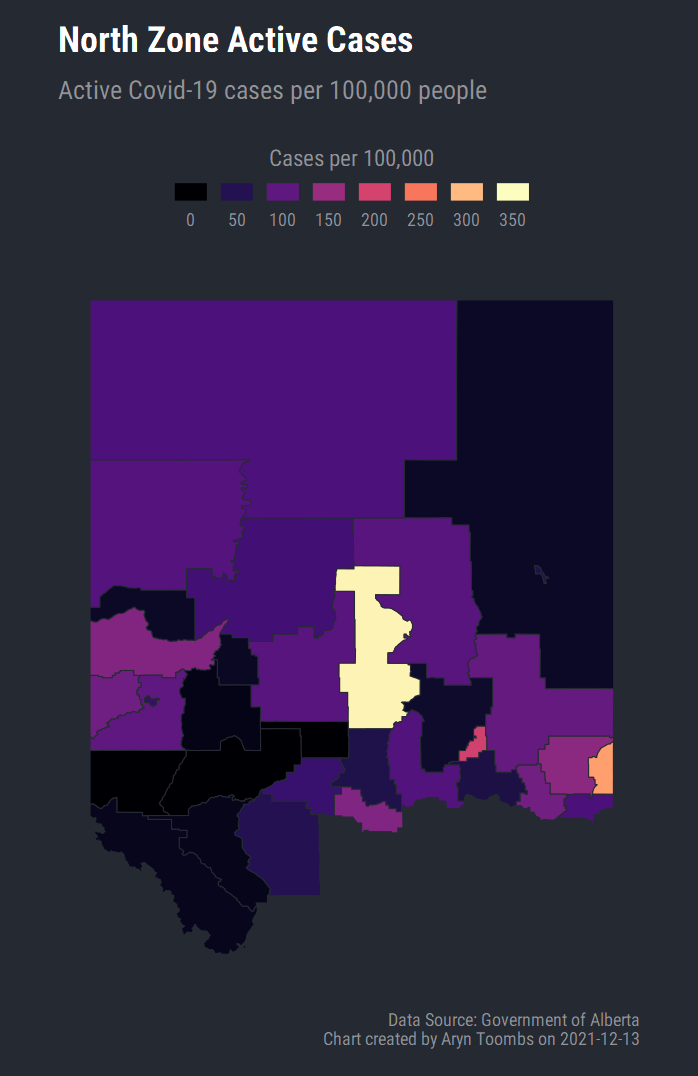 North Zone Active Cases
Active Covid-19 cases per 100,000 people
Cases per 100,000
0 50 100 150 200 250 300 350
Data Source: Government of Alberta
Chart created by Aryn Toombs on 2021-12-13